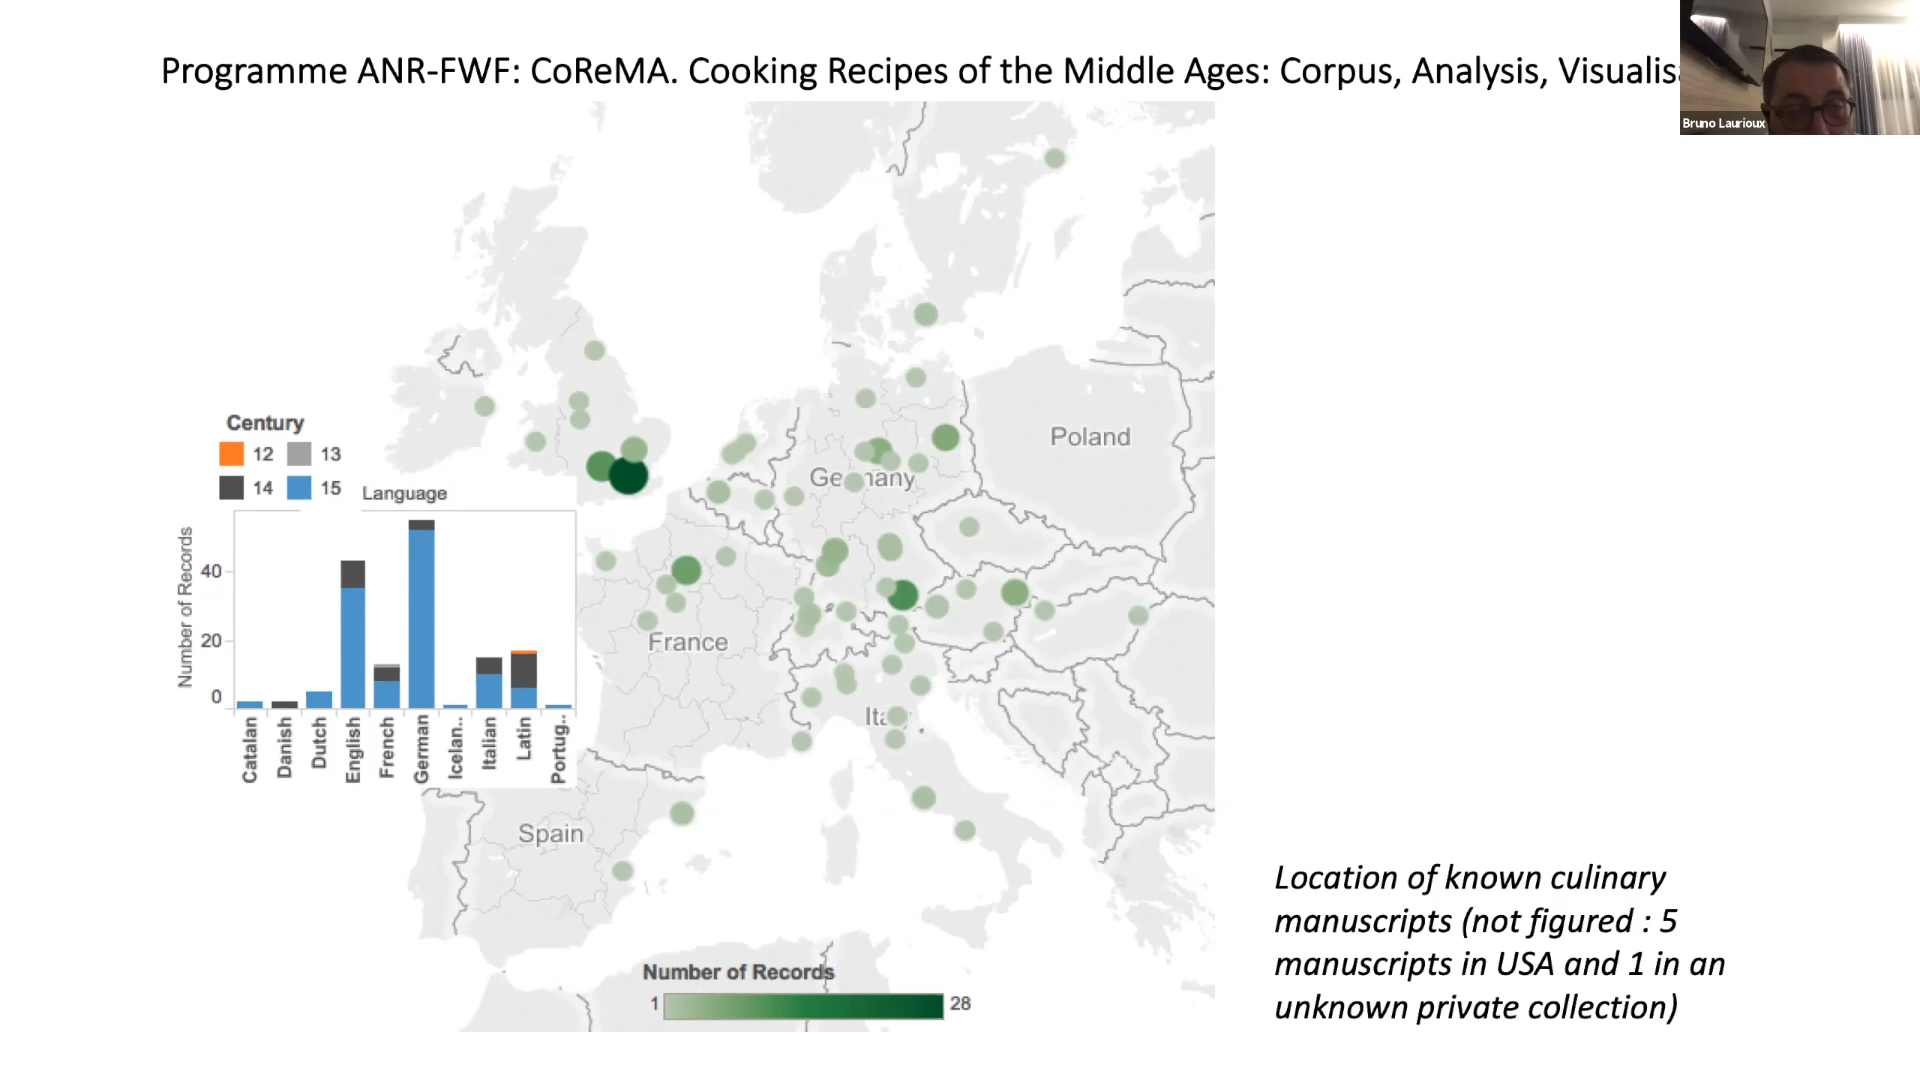 Programme ANR-FWF: CoReMA. Cooking Recipes of the Middle Ages: Corpus, Analysis, Visualisa
Bruno Laurioux
Century
12 13
14 15
Language
Number of Records
40
20
0
Catalan
Danish
Dutch
English
French
German
Icelan..
Italian
Latin
Portug..
Poland
Germany
France
Italy
Spain
Number of Records
1 28
Location of known culinary
manuscripts (not figured : 5
manuscripts in USA and 1 in an
unknown private collection)